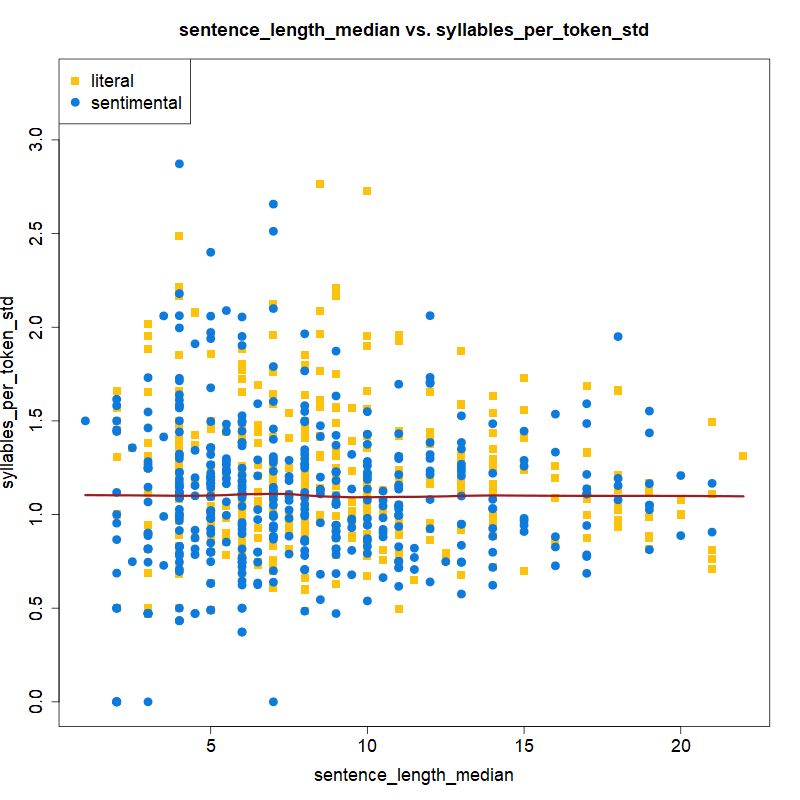 sentence_length_median vs. syllables_per_token_std
literal
sentimental
3.0
2.5
2.0
1.5
1.0
0.5
0.0
syllables_per_token_std
5
10
15
20
sentence_length_median